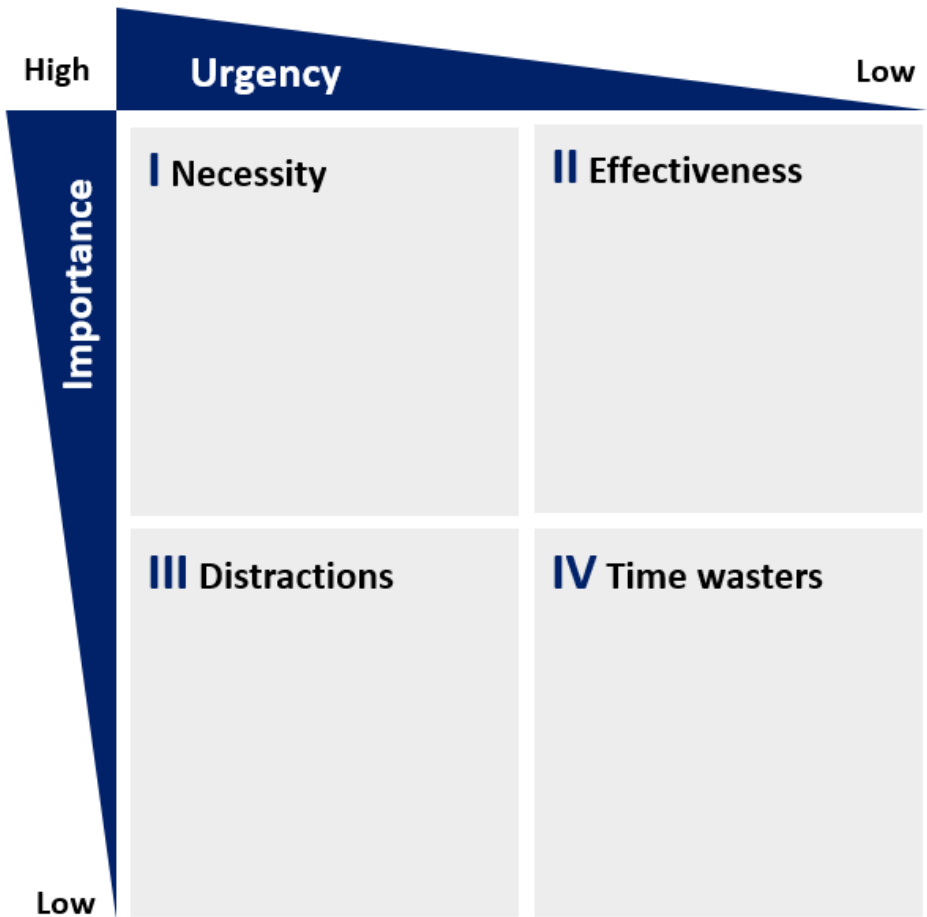 High
Urgency
Low
Importance
I Necessity
II Effectiveness
III Distractions
IV Time wasters
Low